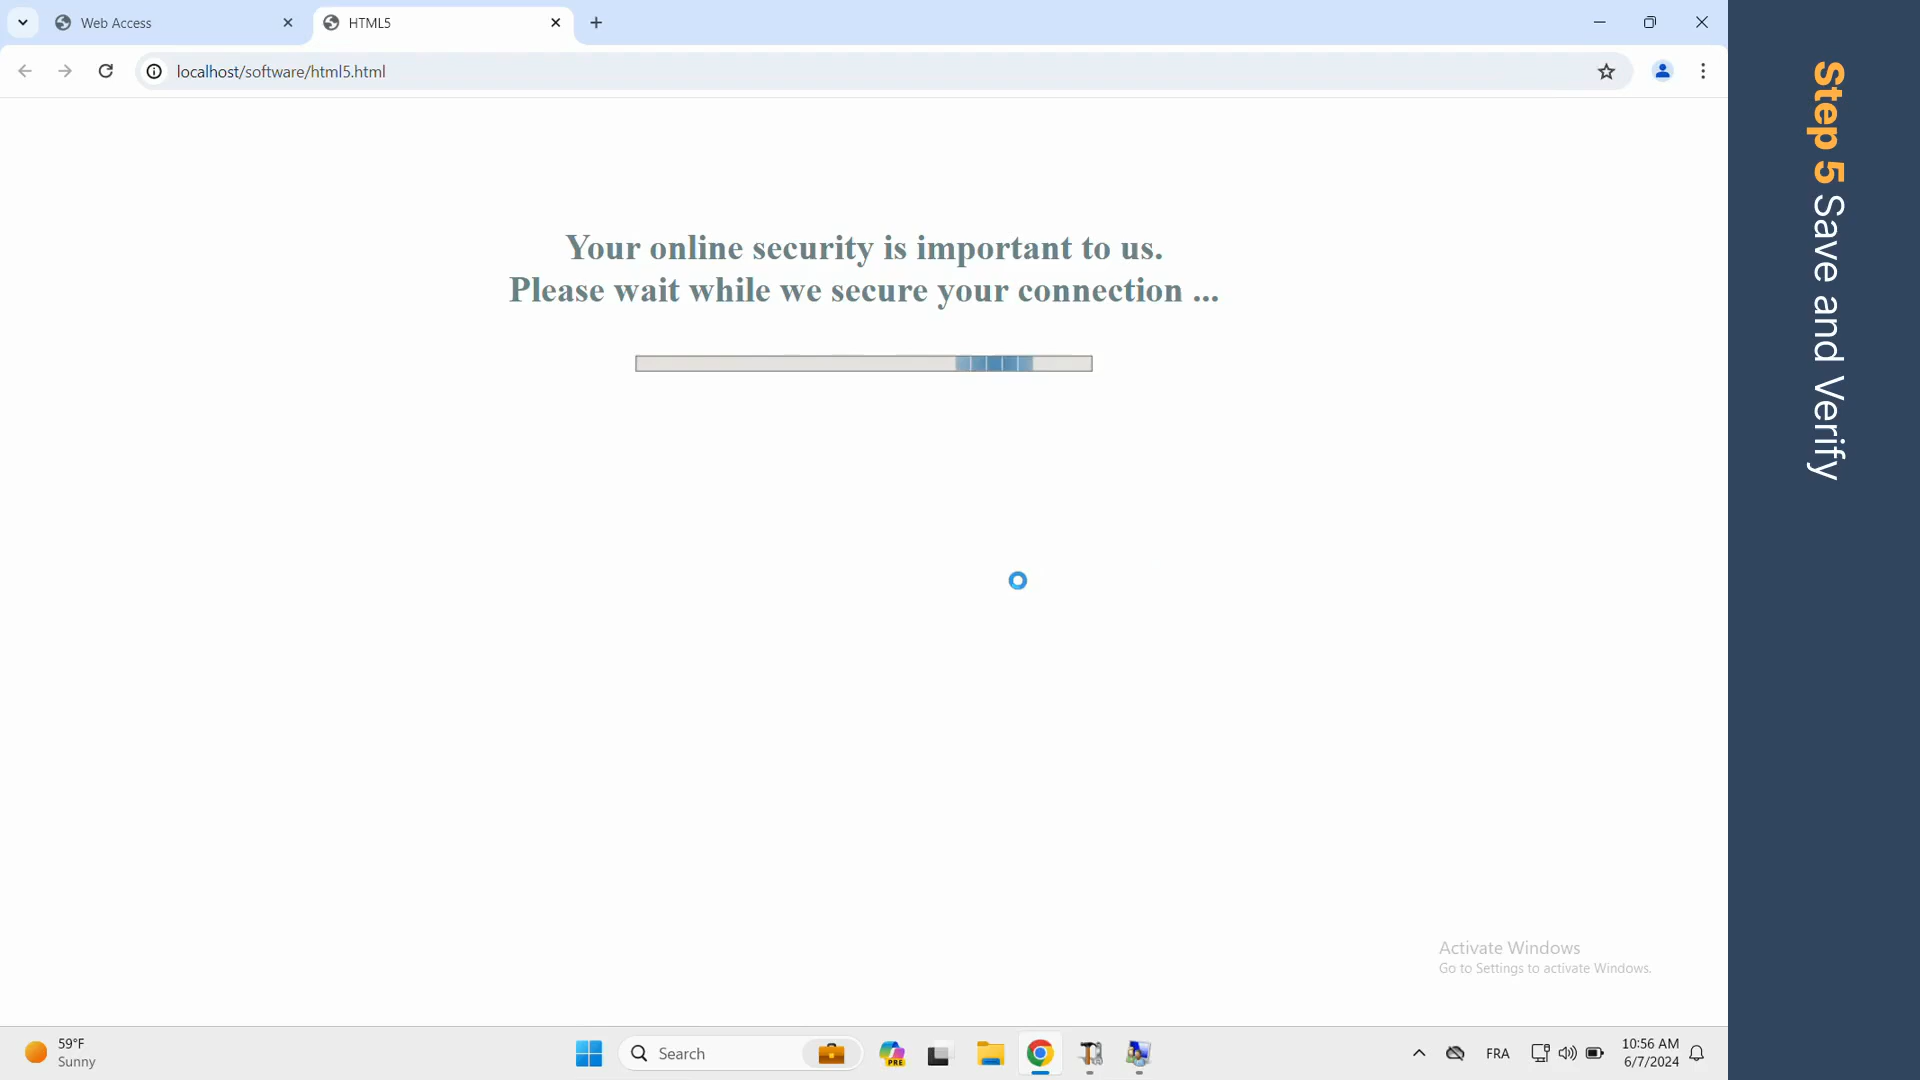 Web Access
HTML5
localhost/software/html5.html
Your online security is important to us.
Please wait while we secure your connection ...
Step 5 Save and Verify
Activate Windows
Go to Settings to activate Windows.
59°F
Sunny
Search
PRE
FRA
10:56 AM
6/7/2024